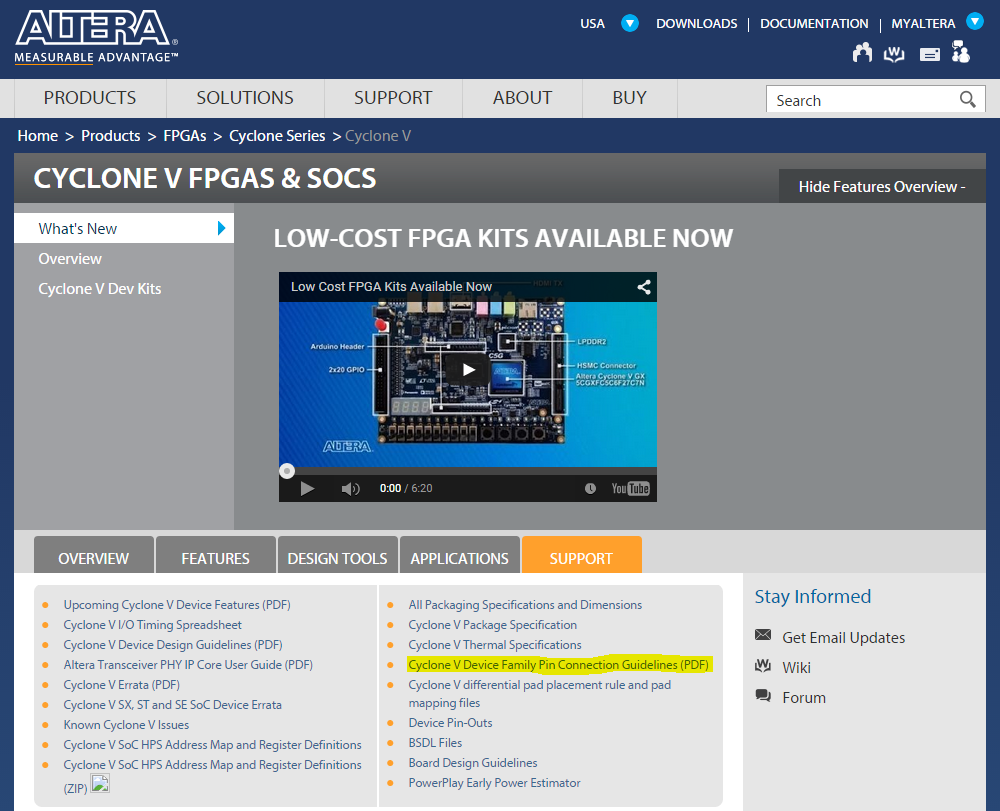 ALTERA®
MEASURABLE ADVANTAGE™
USA
DOWNLOADS | DOCUMENTATION | MYALTERA
PRODUCTS
SOLUTIONS
SUPPORT
ABOUT
BUY
Search
Home > Products > FPGAs > Cyclone Series > Cyclone V
CYCLONE V FPGAS & SOCS
Hide Features Overview -
What's New
Overview
Cyclone V Dev Kits
LOW-COST FPGA KITS AVAILABLE NOW
Low Cost FPGA Kits Available Now
HDMI TX
Arduino Header
2x20 GPIO
C5G
LPDDR2
HSMC Connector
Altera Cyclone V GX
5CGXFC5C6F27C7N
ALTERA
0:00 / 6:20
YouTube
OVERVIEW
FEATURES
DESIGN TOOLS
APPLICATIONS
SUPPORT
Upcoming Cyclone V Device Features (PDF)
Cyclone V I/O Timing Spreadsheet
Cyclone V Device Design Guidelines (PDF)
Altera Transceiver PHY IP Core User Guide (PDF)
Cyclone V Errata (PDF)
Cyclone V SX, ST and SE SoC Device Errata
Known Cyclone V Issues
Cyclone V SoC HPS Address Map and Register Definitions
Cyclone V SoC HPS Address Map and Register Definitions
(ZIP)
All Packaging Specifications and Dimensions
Cyclone V Package Specification
Cyclone V Thermal Specifications
Cyclone V Device Family Pin Connection Guidelines (PDF)
Cyclone V differential pad placement rule and pad
mapping files
Device Pin-Outs
BSDL Files
Board Design Guidelines
PowerPlay Early Power Estimator
Stay Informed
Get Email Updates
Wiki
Forum